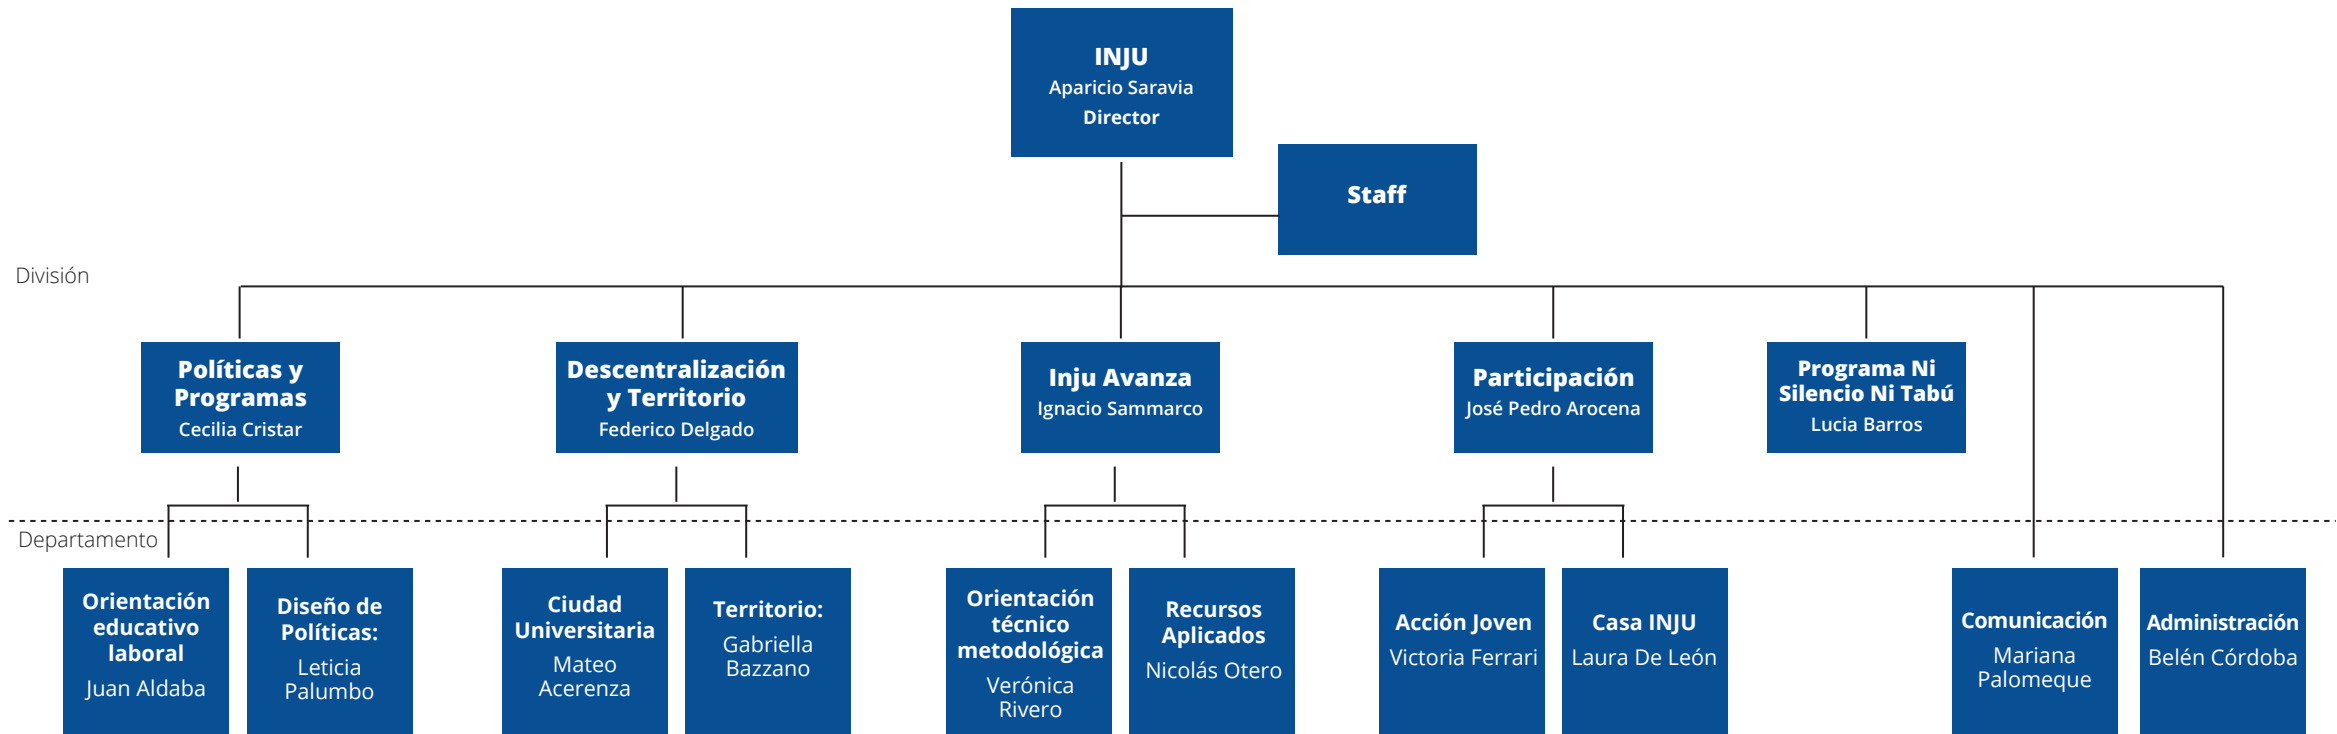 INJU
Aparicio Saravia
Director
Staff
División
Políticas y
Programas
Cecilia Cristar
Descentralización
y Territorio
Federico Delgado
Inju Avanza
Ignacio Sammarco
Participación
José Pedro Arocena
Programa Ni
Silencio Ni Tabú
Lucia Barros
Departamento
Orientación
educativo
laboral
Juan Aldaba
Diseño de
Políticas:
Leticia
Palumbo
Ciudad
Universitaria
Mateo
Acerenza
Territorio:
Gabriella
Bazzano
Orientación
técnico
metodológica
Verónica
Rivero
Recursos
Aplicados
Nicolás Otero
Acción Joven
Victoria Ferrari
Casa INJU
Laura De León
Comunicación
Mariana
Palomeque
Administración
Belén Córdoba